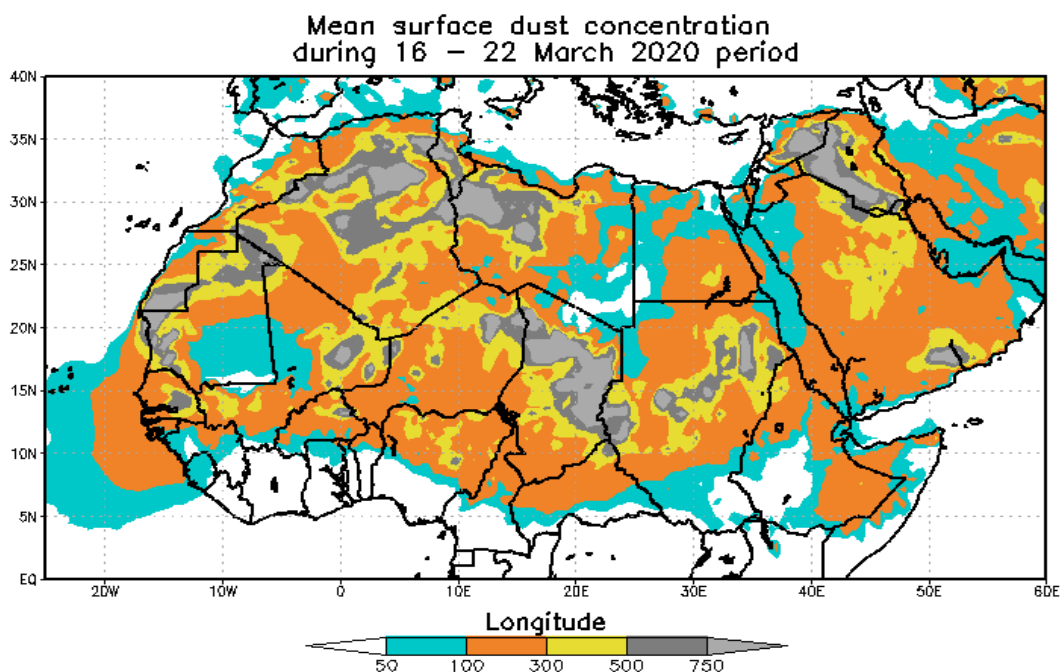 Mean surface dust concentration
during 16 – 22 March 2020 period
40N
35N
30N
25N
20N
15N
10N
5N
EQ
20W 10W 0 10E 20E 30E 40E 50E 60E
Longitude
50 100 300 500 750